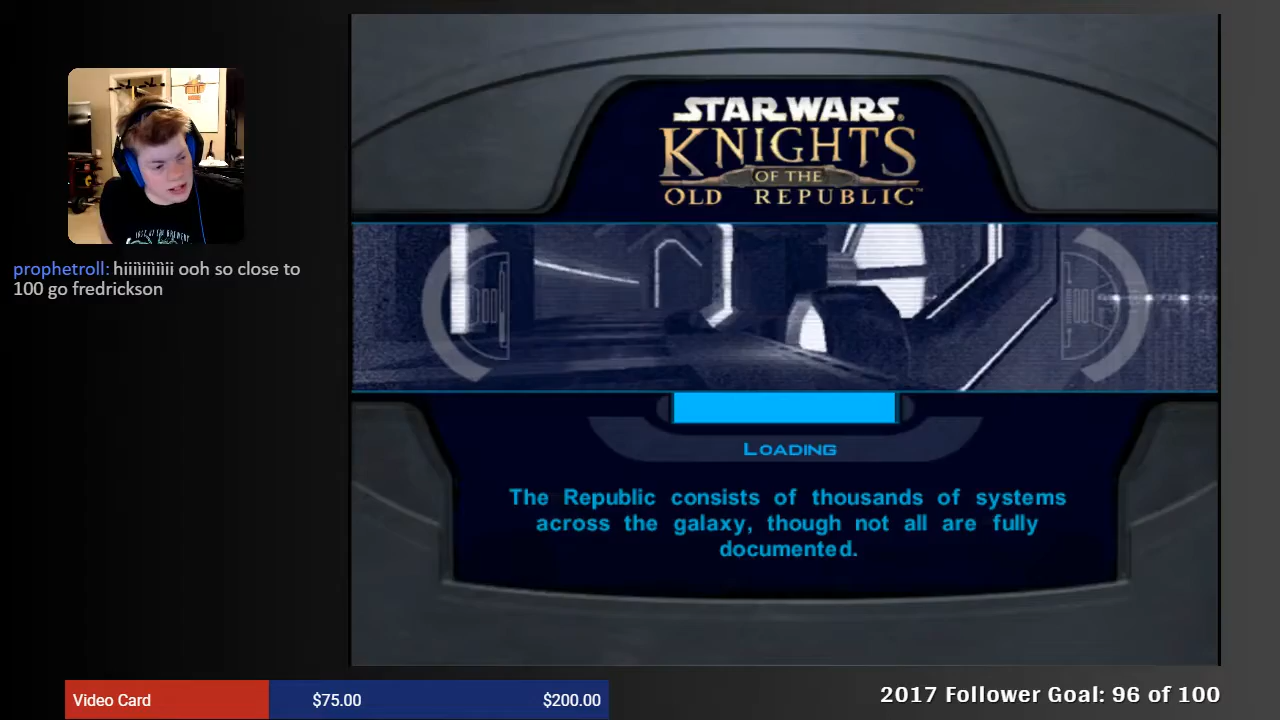 STAR WARS
KNIGHTS
OF THE
OLD REPUBLIC™
prophetroll: hiiiiiiiiii ooh so close to
100 go fredrickson
LOADING
The Republic consists of thousands of systems
across the galaxy, though not all are fully
documented.
Video Card $75.00 $200.00
2017 Follower Goal: 96 of 100